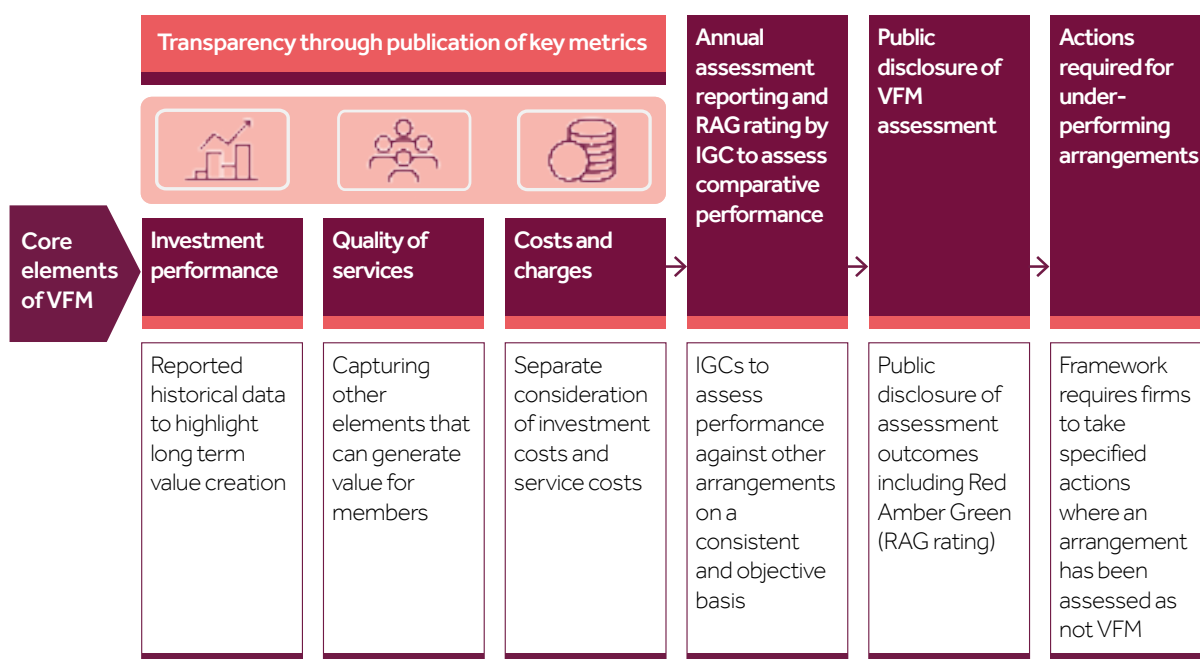 Transparency through publication of key metrics
Core
elements
of VFM
Investment
performance
Reported
historical data
to highlight
long term
value creation
Quality of
services
Capturing
other
elements that
can generate
value for
members
Costs and
charges
Separate
consideration
of investment
costs and
service costs
Annual
assessment
reporting and
RAG rating by
IGC to assess
comparative
performance
IGCs to
assess
performance
against other
arrangements
on a
consistent
and objective
basis
Public
disclosure of
VFM
assessment
Public
disclosure of
assessment
outcomes
including Red
Amber Green
(RAG rating)
Actions
required for
under-
performing
arrangements
Framework
requires firms
to take
specified
actions
where an
arrangement
has been
assessed as
not VFM